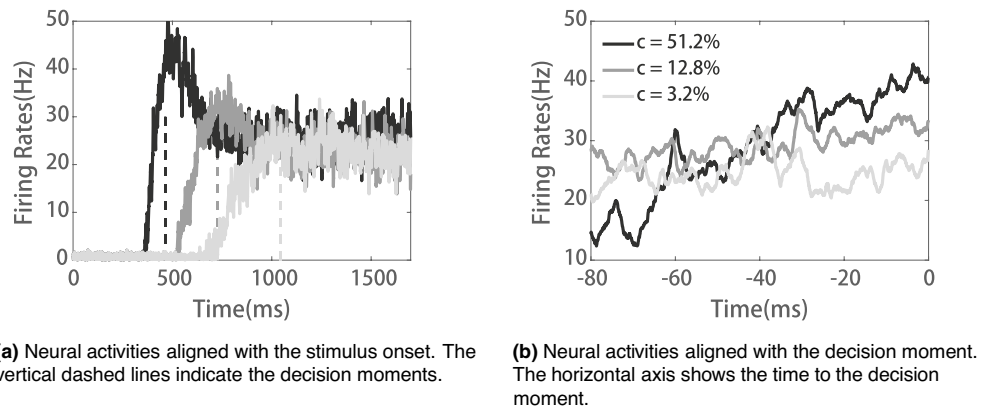 50
40
30
20
10
0
Firing Rates(Hz)
0 500 1000 1500
Time(ms)
50
40
30
20
10
Firing Rates(Hz)
c = 51.2%
c = 12.8%
c = 3.2%
-80 -60 -40 -20 0
Time(ms)
a) Neural activities aligned with the stimulus onset. The
vertical dashed lines indicate the decision moments.
(b) Neural activities aligned with the decision moment.
The horizontal axis shows the time to the decision
moment.